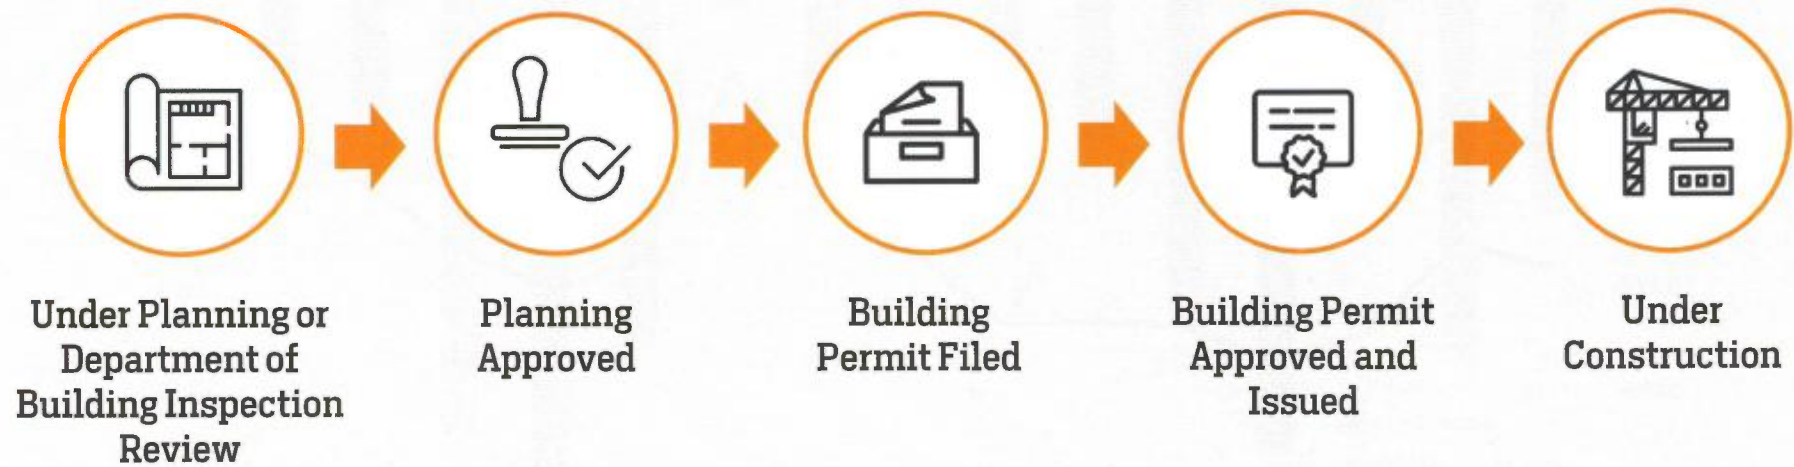 Under Planning or
Department of
Building Inspection
Review
Planning
Approved
Building
Permit Filed
Building Permit
Approved and
Issued
Under
Construction